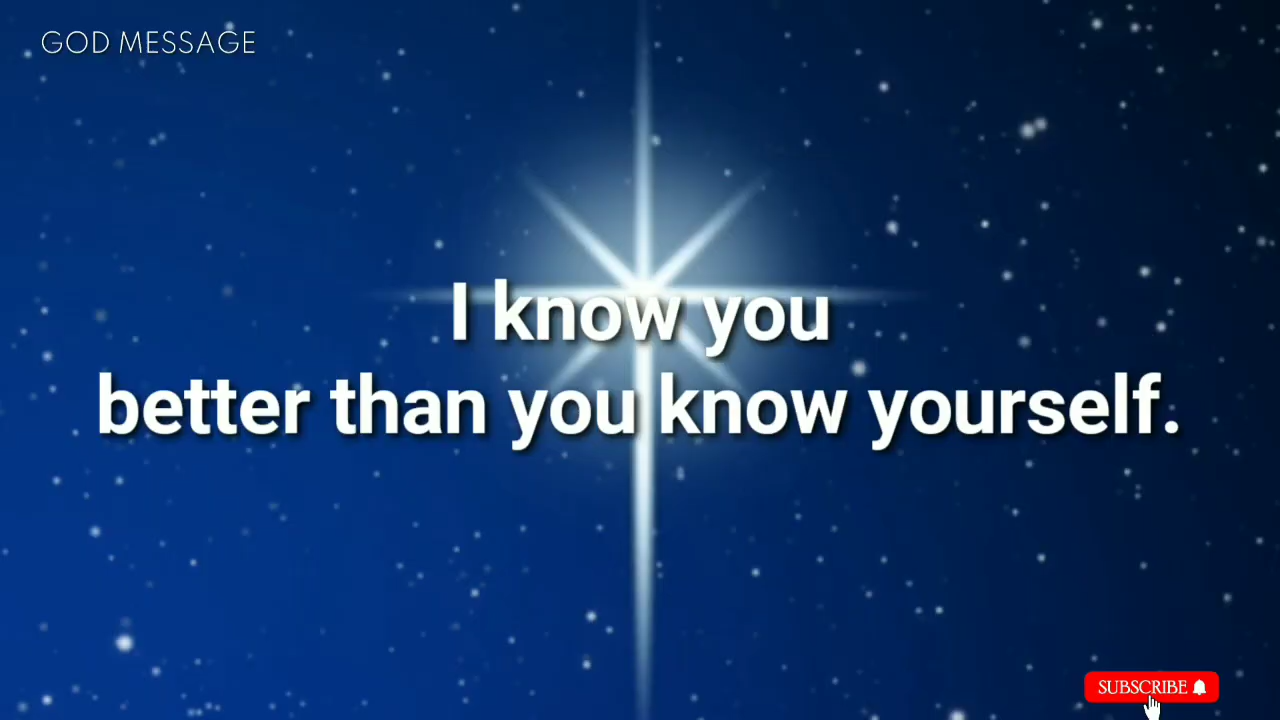 GOD MESSAGE
I know you
better than you know yourself.
SUBSCRIBE